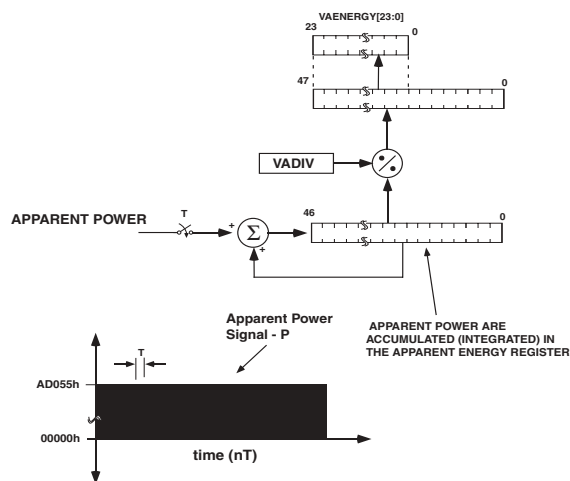 VAENERGY[23:0]
23
0
47
0
VADIV
%
APPARENT POWER
T
+
Σ
+
46
0
APPARENT POWER ARE
ACCUMULATED (INTEGRATED) IN
THE APPARENT ENERGY REGISTER
Apparent Power
Signal - P
T
AD055h
00000h
time (nT)